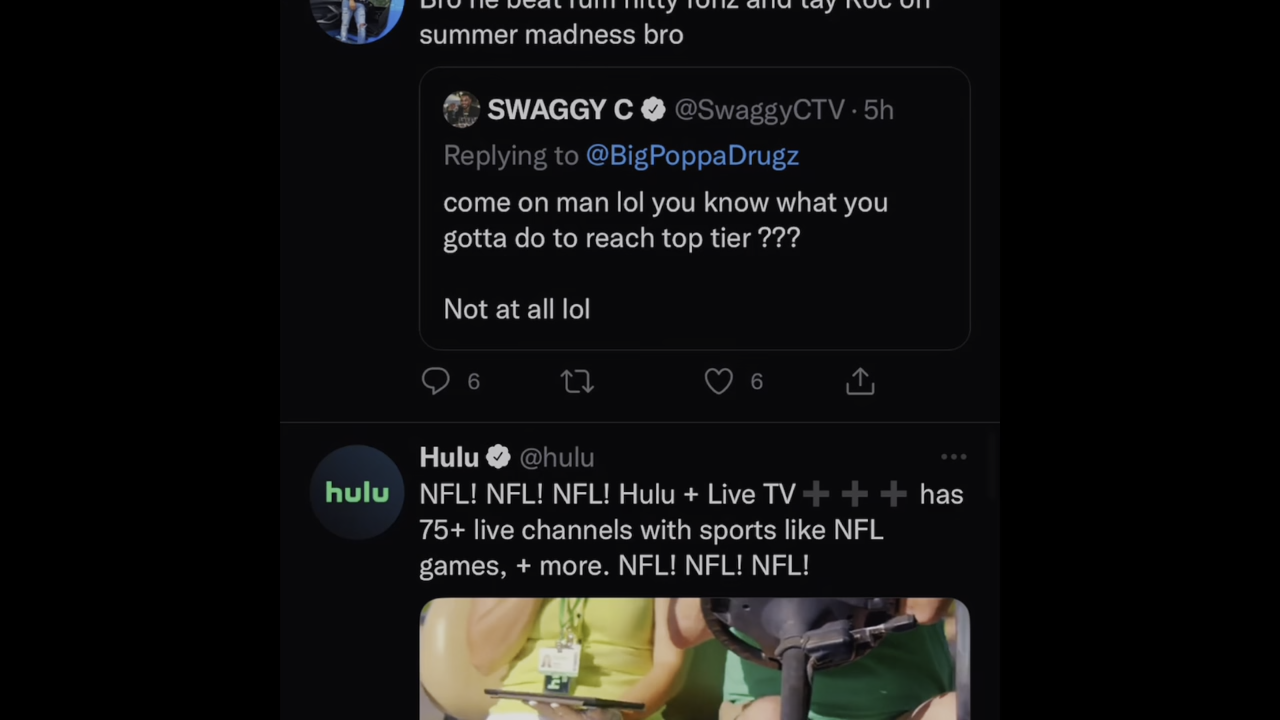 Bro he beat rum nitty fonz and tay Roc on
summer madness bro
SWAGGY C @SwaggyCTV · 5h
Replying to @BigPoppaDrugz
come on man lol you know what you
gotta do to reach top tier ???
Not at all lol
6 6
Hulu @hulu
hulu
NFL! NFL! NFL! Hulu + Live TV ➕ ➕ ➕ has
75+ live channels with sports like NFL
games, + more. NFL! NFL! NFL!